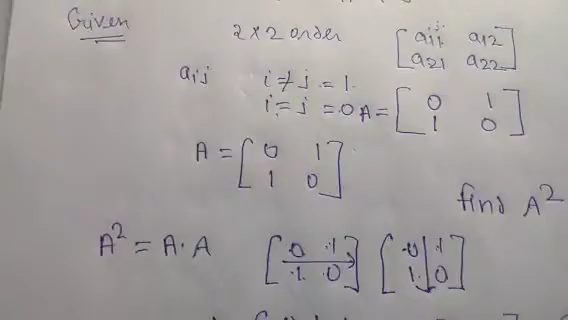 Given 2×2 order [a11 a12
a21 a22]
aij i≠j = 1.
i=j = 0 A = [0 1
1 0]
A = [0 1
1 0]
find A²
A² = A.A [0 1
1 0] [0 1
1 0]